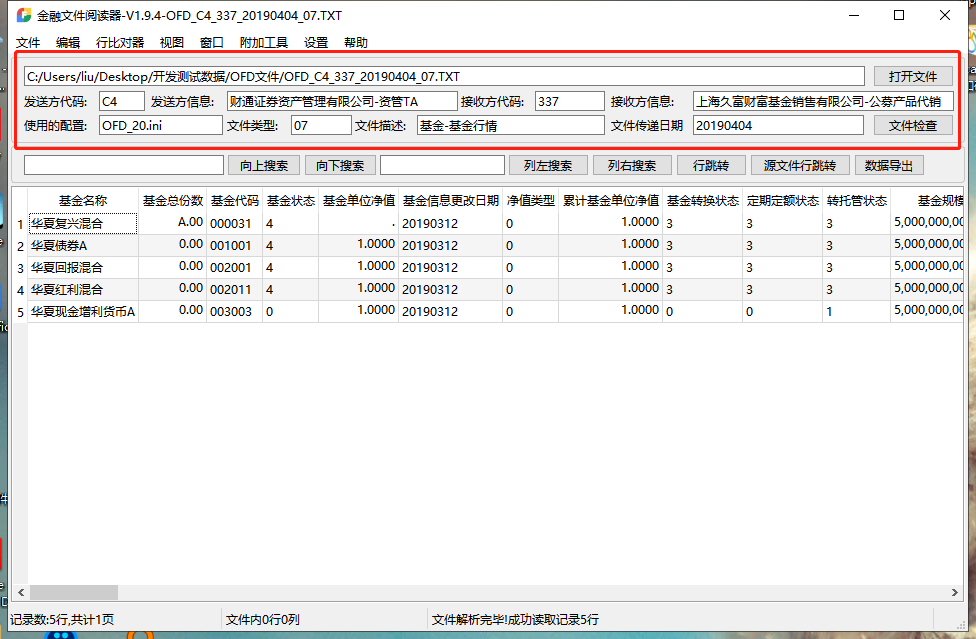 金融文件阅读器-V1.9.4-OFD_C4_337_20190404_07.TXT
文件 编辑 行比对器 视图 窗口 附加工具 设置 帮助
C:/Users/liu/Desktop/开发测试数据/OFD文件/OFD_C4_337_20190404_07.TXT 打开文件
发送方代码: C4 发送方信息: 财通证券资产管理有限公司-资管TA 接收方代码: 337 接收方信息: 上海久富财富基金销售有限公司-公募产品代销
使用的配置: OFD_20.ini 文件类型: 07 文件描述: 基金-基金行情 文件传递日期 20190404 文件检查
向上搜索 向下搜索 列左搜索 列右搜索 行跳转 源文件行跳转 数据导出
基金名称 基金总份数 基金代码 基金状态 基金单位净值 基金信息更改日期 净值类型 累计基金单位净值 基金转换状态 定期定额状态 转托管状态 基金规模
1 华夏复兴混合 A.00 000031 4 . 20190312 0 1.0000 3 3 3 5,000,000,00
2 华夏债券A 0.00 001001 4 1.0000 20190312 0 1.0000 3 3 3 5,000,000,00
3 华夏回报混合 0.00 002001 4 1.0000 20190312 0 1.0000 3 3 3 5,000,000,00
4 华夏红利混合 0.00 002011 4 1.0000 20190312 0 1.0000 3 3 3 5,000,000,00
5 华夏现金增利货币A 0.00 003003 0 1.0000 20190312 0 1.0000 0 0 1 5,000,000,00
记录数:5行,共计1页 文件内0行0列 文件解析完毕!成功读取记录5行